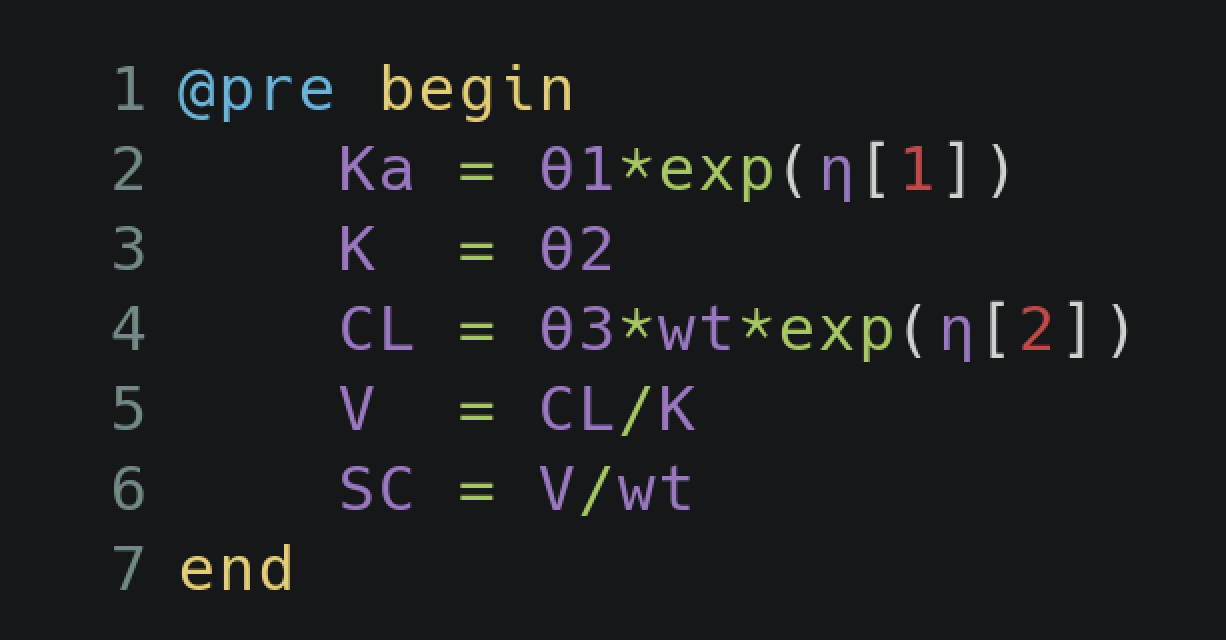 1 @pre begin
2     Ka = θ1*exp(η[1])
3     K  = θ2
4     CL = θ3*wt*exp(η[2])
5     V  = CL/K
6     SC = V/wt
7 end